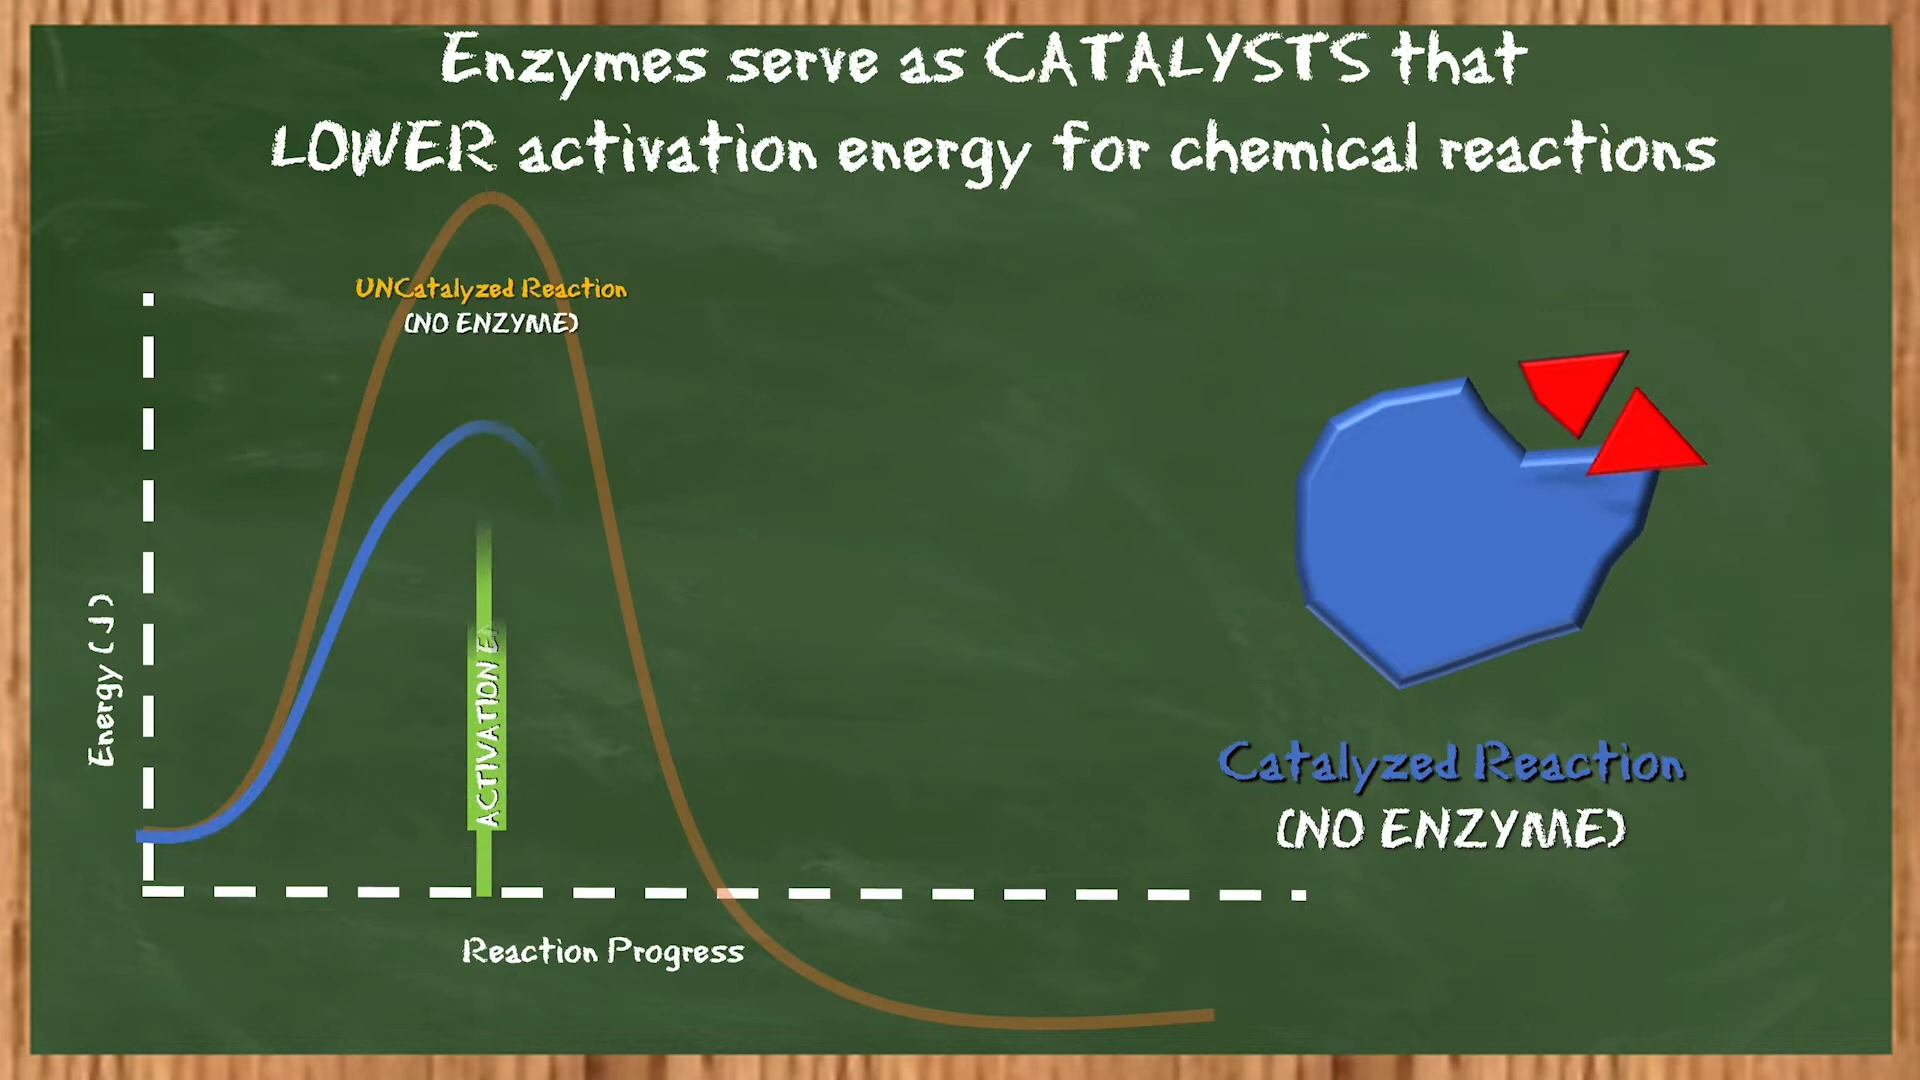 Enzymes serve as CATALYSTS that
LOWER activation energy for chemical reactions
UNCatalyzed Reaction
(NO ENZYME)
Energy (J)
ACTIVATION
Reaction Progress
Catalyzed Reaction
(NO ENZYME)